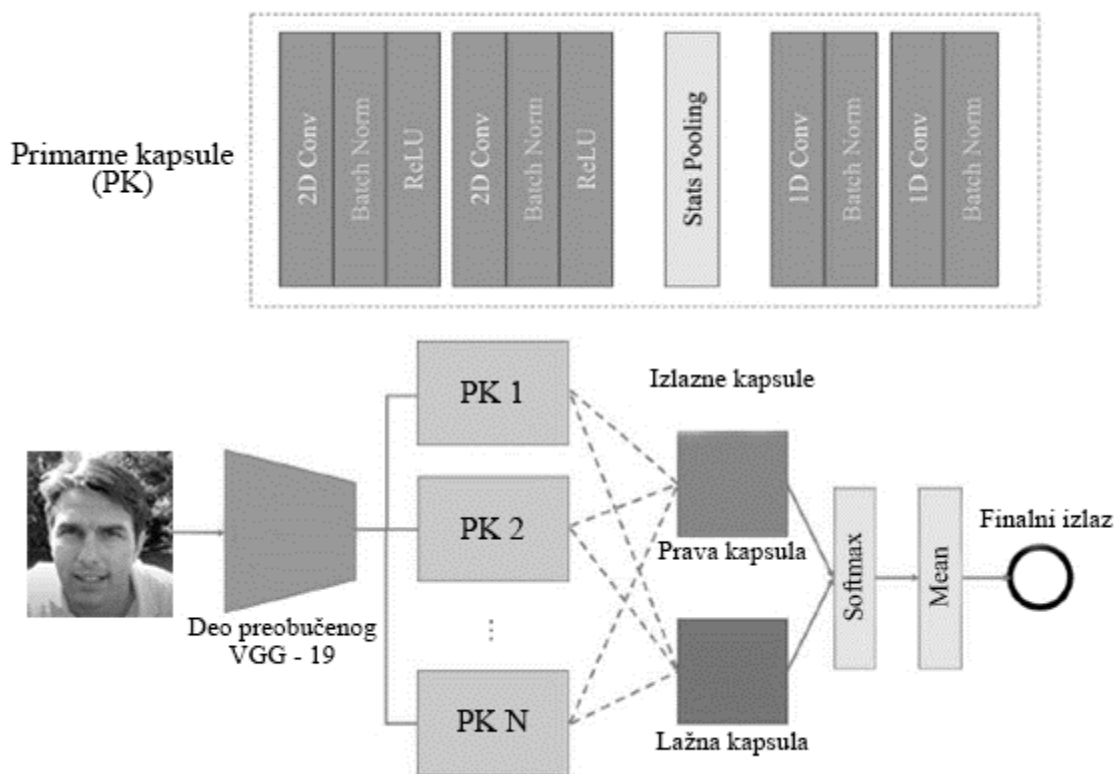 Primarne kapsule
(PK)
2D Conv
Batch Norm
ReLU
2D Conv
Batch Norm
ReLU
Stats Pooling
1D Conv
Batch Norm
1D Conv
Batch Norm
PK 1
PK 2
⋮
PK N
Deo preobučenog
VGG - 19
Izlazne kapsule
Prava kapsula
Lažna kapsula
Softmax
Mean
Finalni izlaz